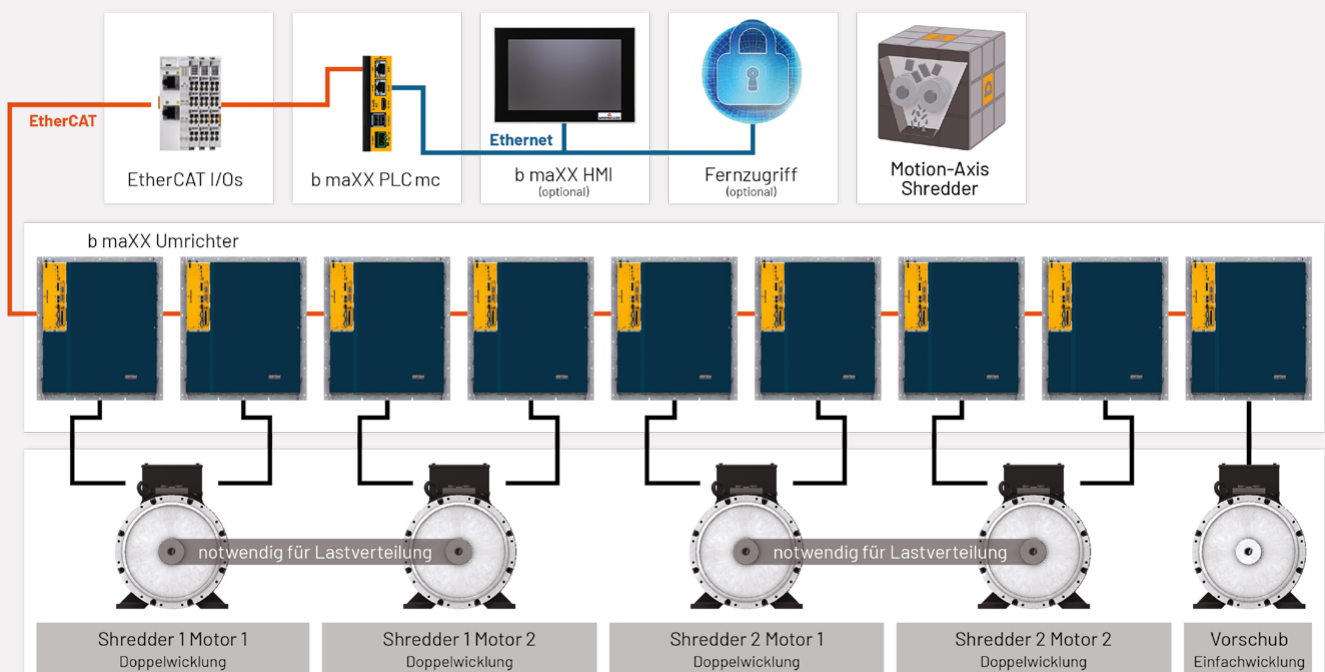 EtherCAT
EtherCAT I/Os
b maXX PLC mc
Ethernet
b maXX HMI
(optional)
Fernzugriff
(optional)
Motion-Axis
Shredder
b maXX Umrichter
notwendig für Lastverteilung
notwendig für Lastverteilung
Shredder 1 Motor 1
Doppelwicklung
Shredder 1 Motor 2
Doppelwicklung
Shredder 2 Motor 1
Doppelwicklung
Shredder 2 Motor 2
Doppelwicklung
Vorschub
Einfachwicklung